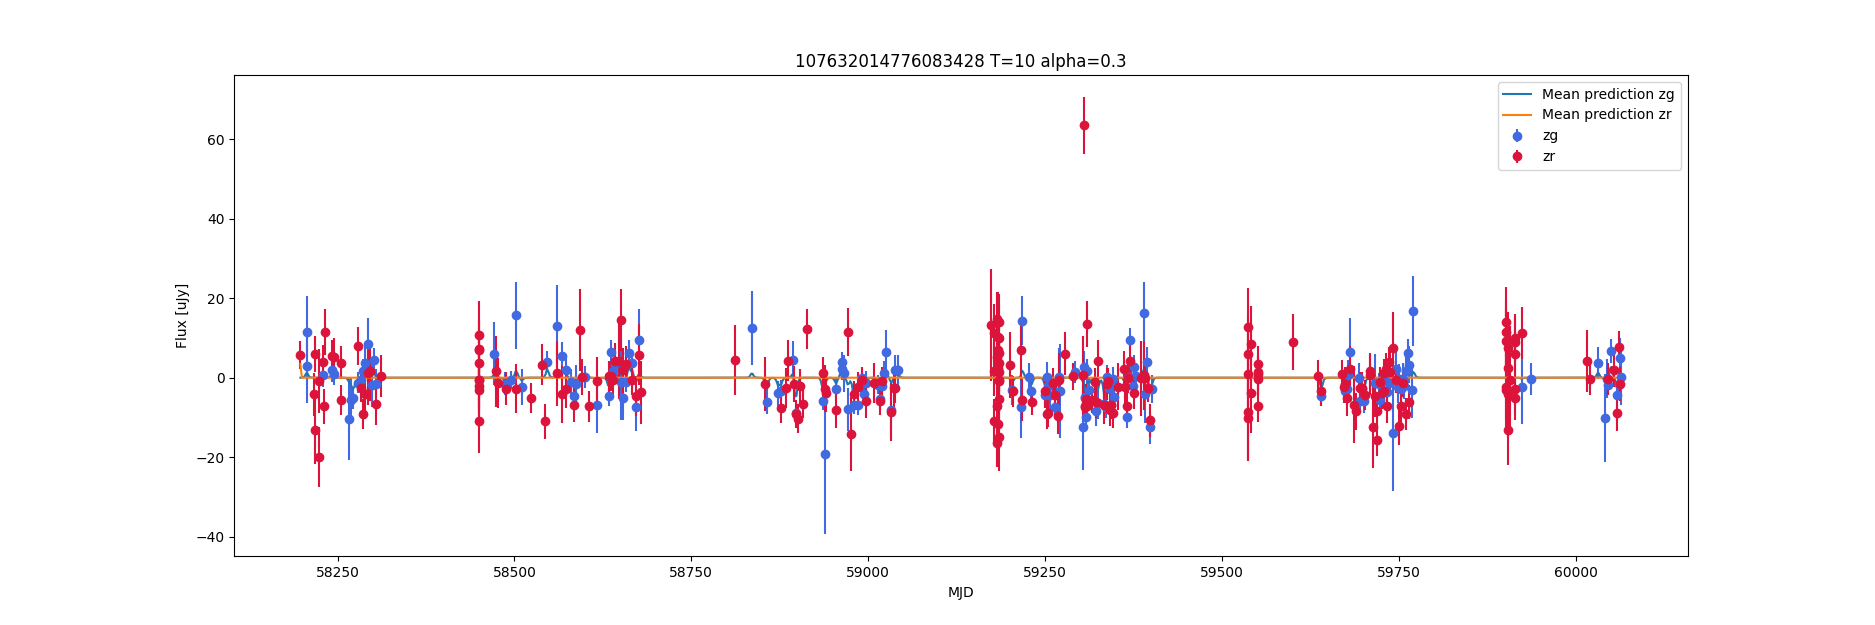 107632014776083428 T=10 alpha=0.3
Mean prediction zg
Mean prediction zr
zg
zr
Flux [uJy]
60
40
20
0
−20
−40
58250 58500 58750 59000 59250 59500 59750 60000
MJD